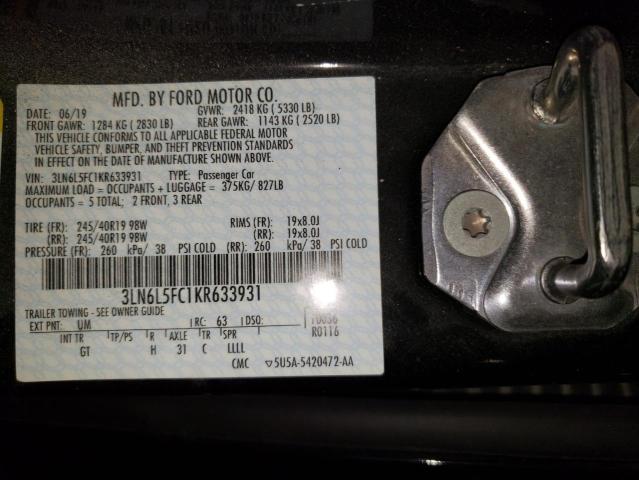 MFD. BY FORD MOTOR CO.
DATE: 06/19 GVWR: 2418 KG ( 5330 LB)
FRONT GAWR: 1284 KG ( 2830 LB) REAR GAWR: 1143 KG ( 2520 LB)
THIS VEHICLE CONFORMS TO ALL APPLICABLE FEDERAL MOTOR
VEHICLE SAFETY, BUMPER, AND THEFT PREVENTION STANDARDS
IN EFFECT ON THE DATE OF MANUFACTURE SHOWN ABOVE.
VIN: 3LN6L5FC1KR633931 TYPE: Passenger Car
MAXIMUM LOAD = OCCUPANTS + LUGGAGE = 375KG/ 827LB
OCCUPANTS = 5 TOTAL; 2 FRONT, 3 REAR
TIRE (FR): 245/40R19 98W RIMS (FR): 19x8.0J
(RR): 245/40R19 98W (RR): 19x8.0J
PRESSURE (FR): 260 kPa/ 38 PSI COLD (RR): 260 kPa/ 38 PSI COLD
3LN6L5FC1KR633931
TRAILER TOWING - SEE OWNER GUIDE
EXT PNT: UM RC: 63 DSO:
R0116
INT TR TP/PS R AXLE TR SPR
GT H 31 C LLLL
CMC ▽5U5A-5420472-AA